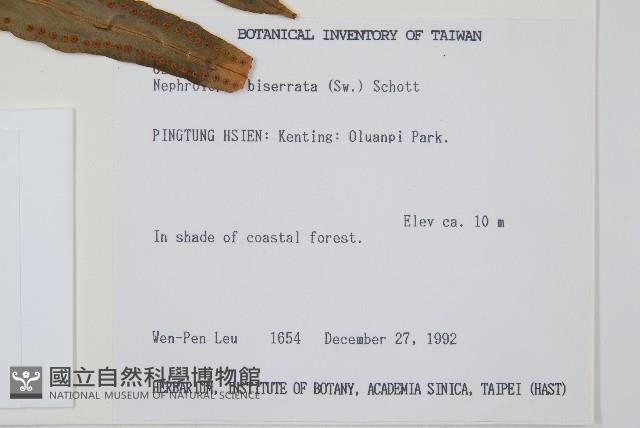 BOTANICAL INVENTORY OF TAIWAN
biserrata (Sw.) Schott
PINGTUNG HSIEN: Kenting: Oluanpi Park.
Elev ca. 10 m
In shade of coastal forest.
Wen-Pen Leu 1654 December 27, 1992
國立自然科學博物館
NATIONAL MUSEUM OF NATURAL SCIENCE
HERBARIUM, INSTITUTE OF BOTANY, ACADEMIA SINICA, TAIPEI (HAST)